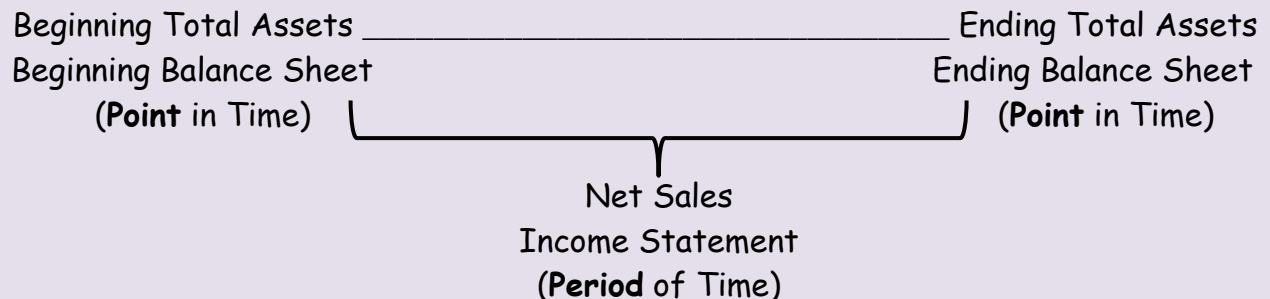 Beginning Total Assets __________________________________ Ending Total Assets
Beginning Balance Sheet Ending Balance Sheet
(Point in Time) (Point in Time)
Net Sales
Income Statement
(Period of Time)